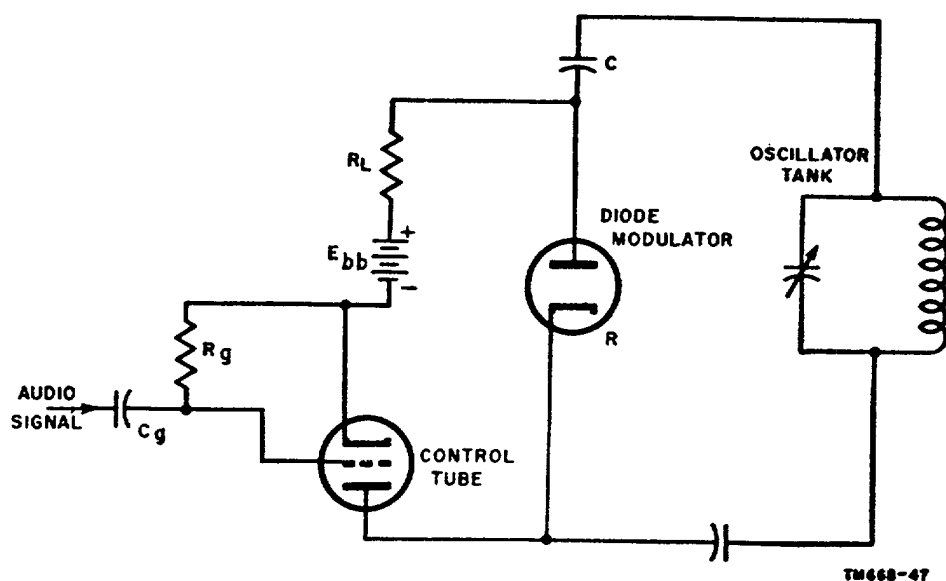 C
RL
OSCILLATOR
TANK
DIODE
MODULATOR
+
Ebb
-
R
Rg
AUDIO
SIGNAL
Cg
CONTROL
TUBE
TM668-47